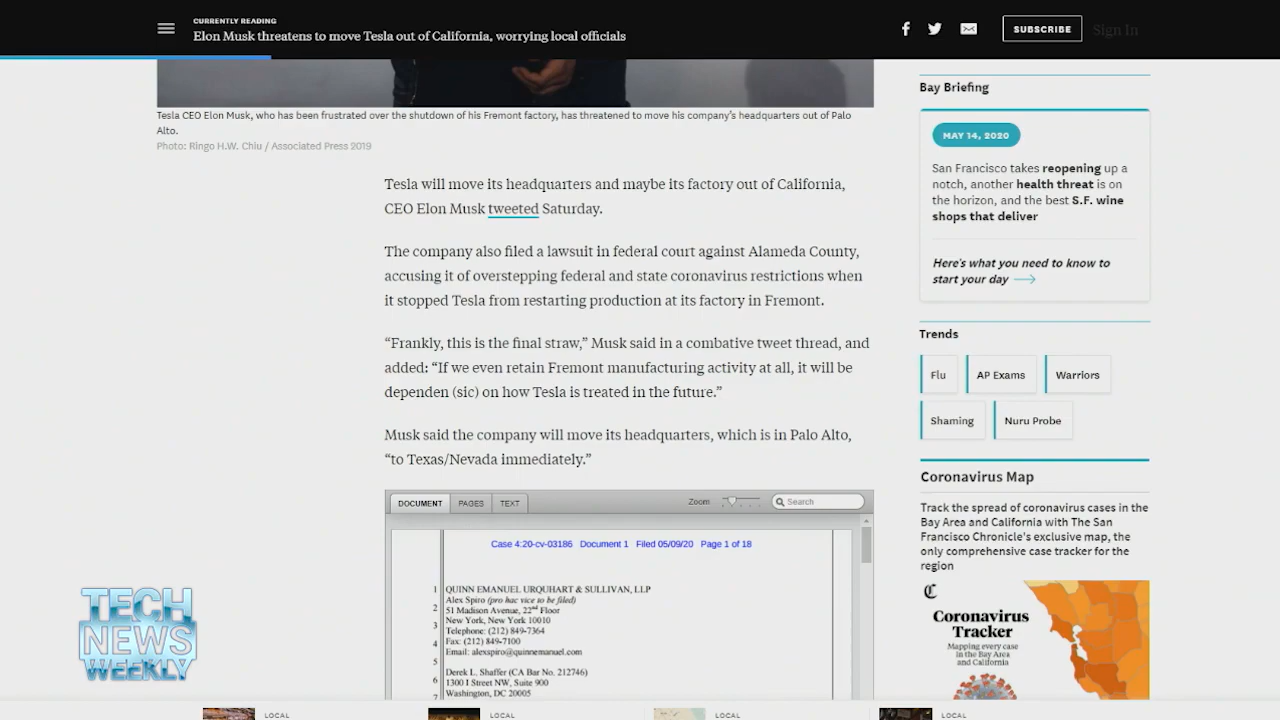 CURRENTLY READING
Elon Musk threatens to move Tesla out of California, worrying local officials
SUBSCRIBE
Sign In
Tesla CEO Elon Musk, who has been frustrated over the shutdown of his Fremont factory, has threatened to move his company's headquarters out of Palo
Alto.
Photo: Ringo H.W. Chiu / Associated Press 2019
Tesla will move its headquarters and maybe its factory out of California,
CEO Elon Musk tweeted Saturday.
The company also filed a lawsuit in federal court against Alameda County,
accusing it of overstepping federal and state coronavirus restrictions when
it stopped Tesla from restarting production at its factory in Fremont.
“Frankly, this is the final straw,” Musk said in a combative tweet thread, and
added: “If we even retain Fremont manufacturing activity at all, it will be
dependen (sic) on how Tesla is treated in the future.”
Musk said the company will move its headquarters, which is in Palo Alto,
“to Texas/Nevada immediately.”
DOCUMENT PAGES TEXT Zoom Search
Case 4:20-cv-03186 Document 1 Filed 05/09/20 Page 1 of 18
1 QUINN EMANUEL URQUHART & SULLIVAN, LLP
Alex Spiro (pro hac vice to be filed)
2 51 Madison Avenue, 22nd Floor
New York, New York 10010
3 Telephone: (212) 849-7364
Fax: (212) 849-7100
4 Email: alexspiro@quinnemanuel.com
5
Derek L. Shaffer (CA Bar No. 212746)
6 1300 I Street NW, Suite 900
7 Washington, DC 20005
Bay Briefing
MAY 14, 2020
San Francisco takes reopening up a
notch, another health threat is on
the horizon, and the best S.F. wine
shops that deliver
Here's what you need to know to
start your day
Trends
Flu AP Exams Warriors
Shaming Nuru Probe
Coronavirus Map
Track the spread of coronavirus cases in the
Bay Area and California with The San
Francisco Chronicle's exclusive map, the
only comprehensive case tracker for the
region
C
Coronavirus
Tracker
Mapping every case
in the Bay Area
and California
TECH
NEWS
WEEKLY
LOCAL LOCAL LOCAL LOCAL